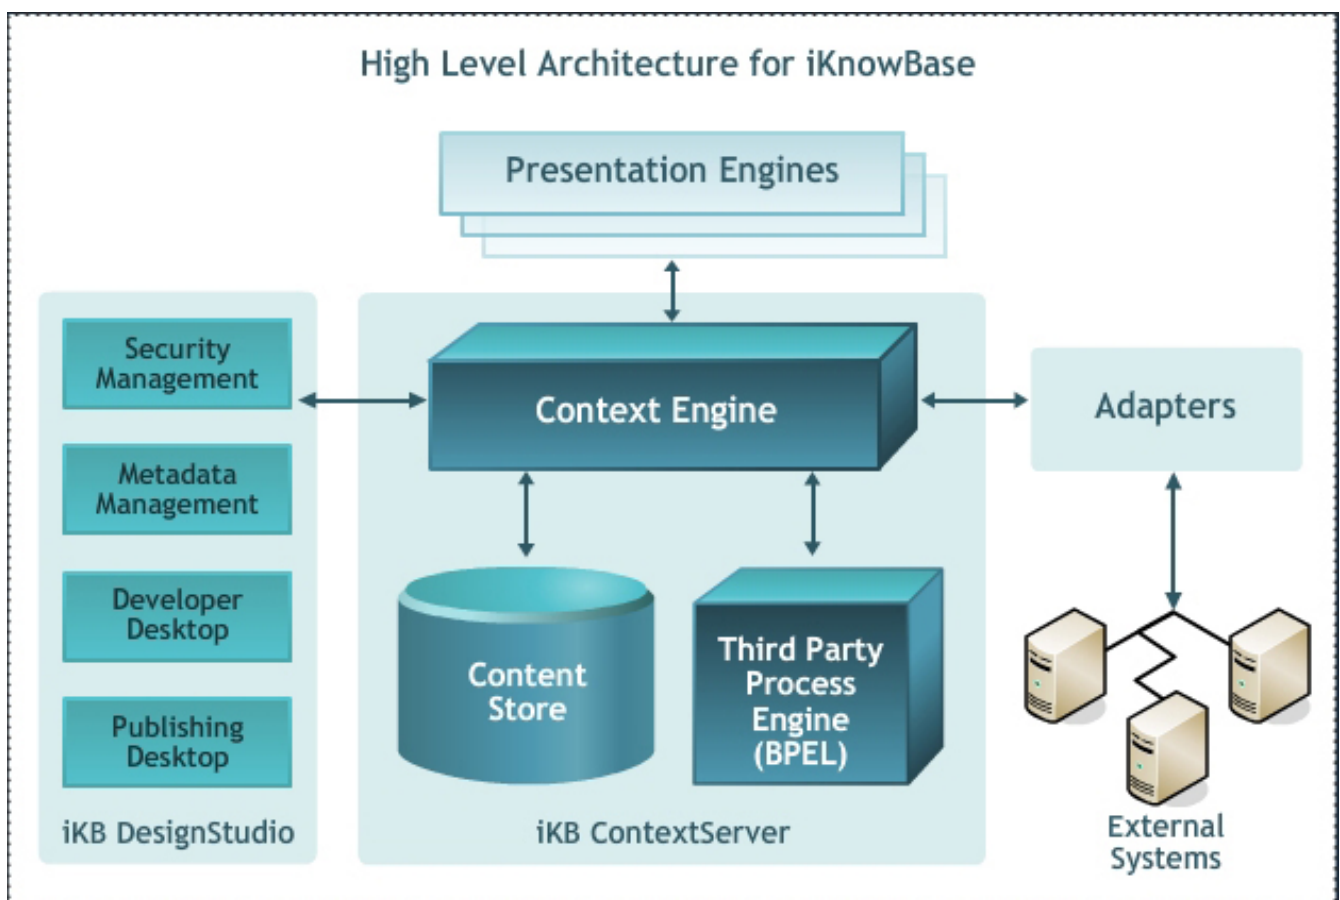 High Level Architecture for iKnowBase
Presentation Engines
Security
Management
Metadata
Management
Developer
Desktop
Publishing
Desktop
iKB DesignStudio
Context Engine
Content
Store
Third Party
Process
Engine
(BPEL)
iKB ContextServer
Adapters
External
Systems